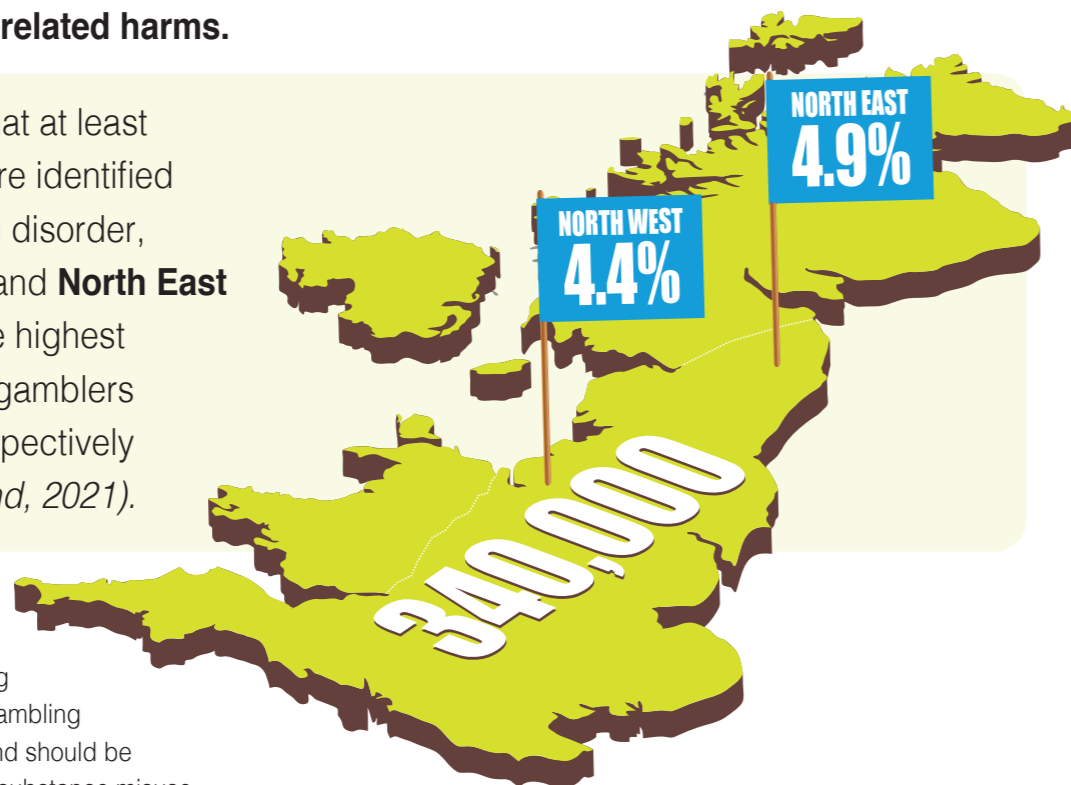 related harms.
at at least
re identified
disorder,
and North East
highest
gamblers
pectively
nd, 2021).
NORTH EAST
4.9%
NORTH WEST
4.4%
340,000
g
ambling
nd should be